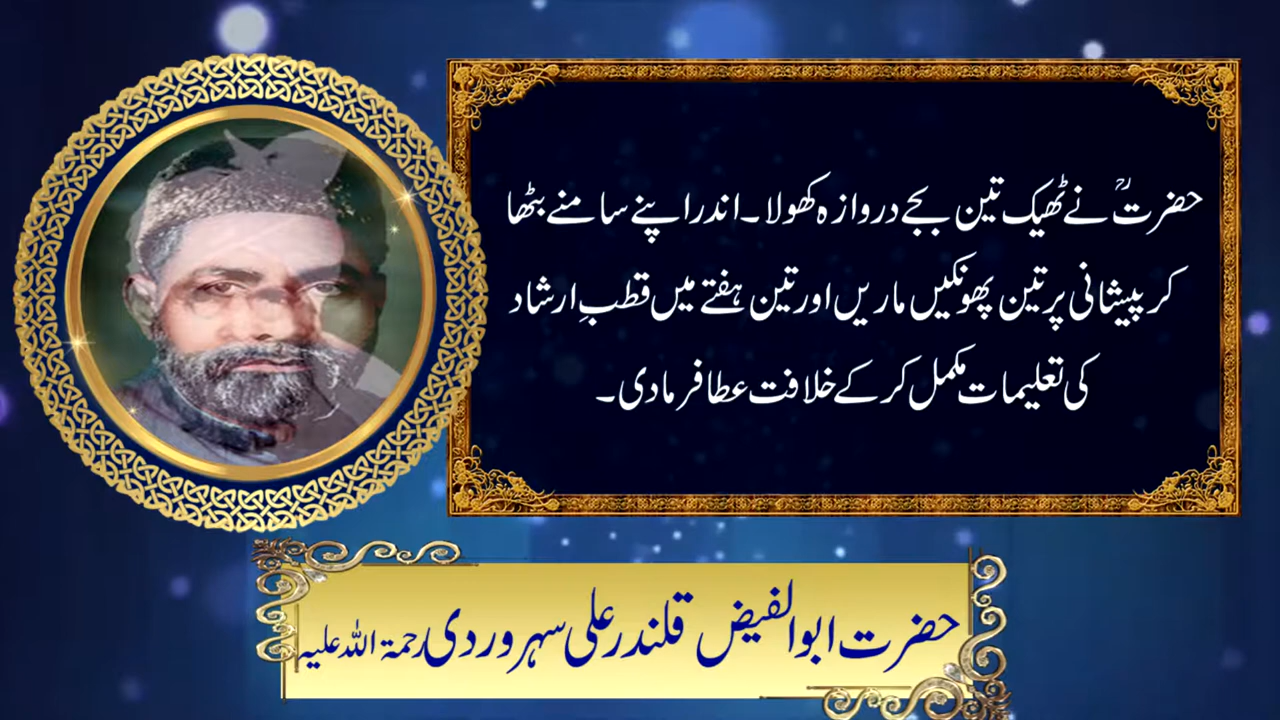 حضرتؒ نے ٹھیک تین بجے دروازہ کھولا۔ اندر اپنے سامنے بٹھا
کر پیشانی پر تین پھونکیں ماریں اور تین ہفتے میں قطبِ ارشاد
کی تعلیمات مکمل کر کے خلافت عطا فرما دی۔
حضرت ابوالفیض قلندر علی سہروردی رحمۃ اللہ علیہ